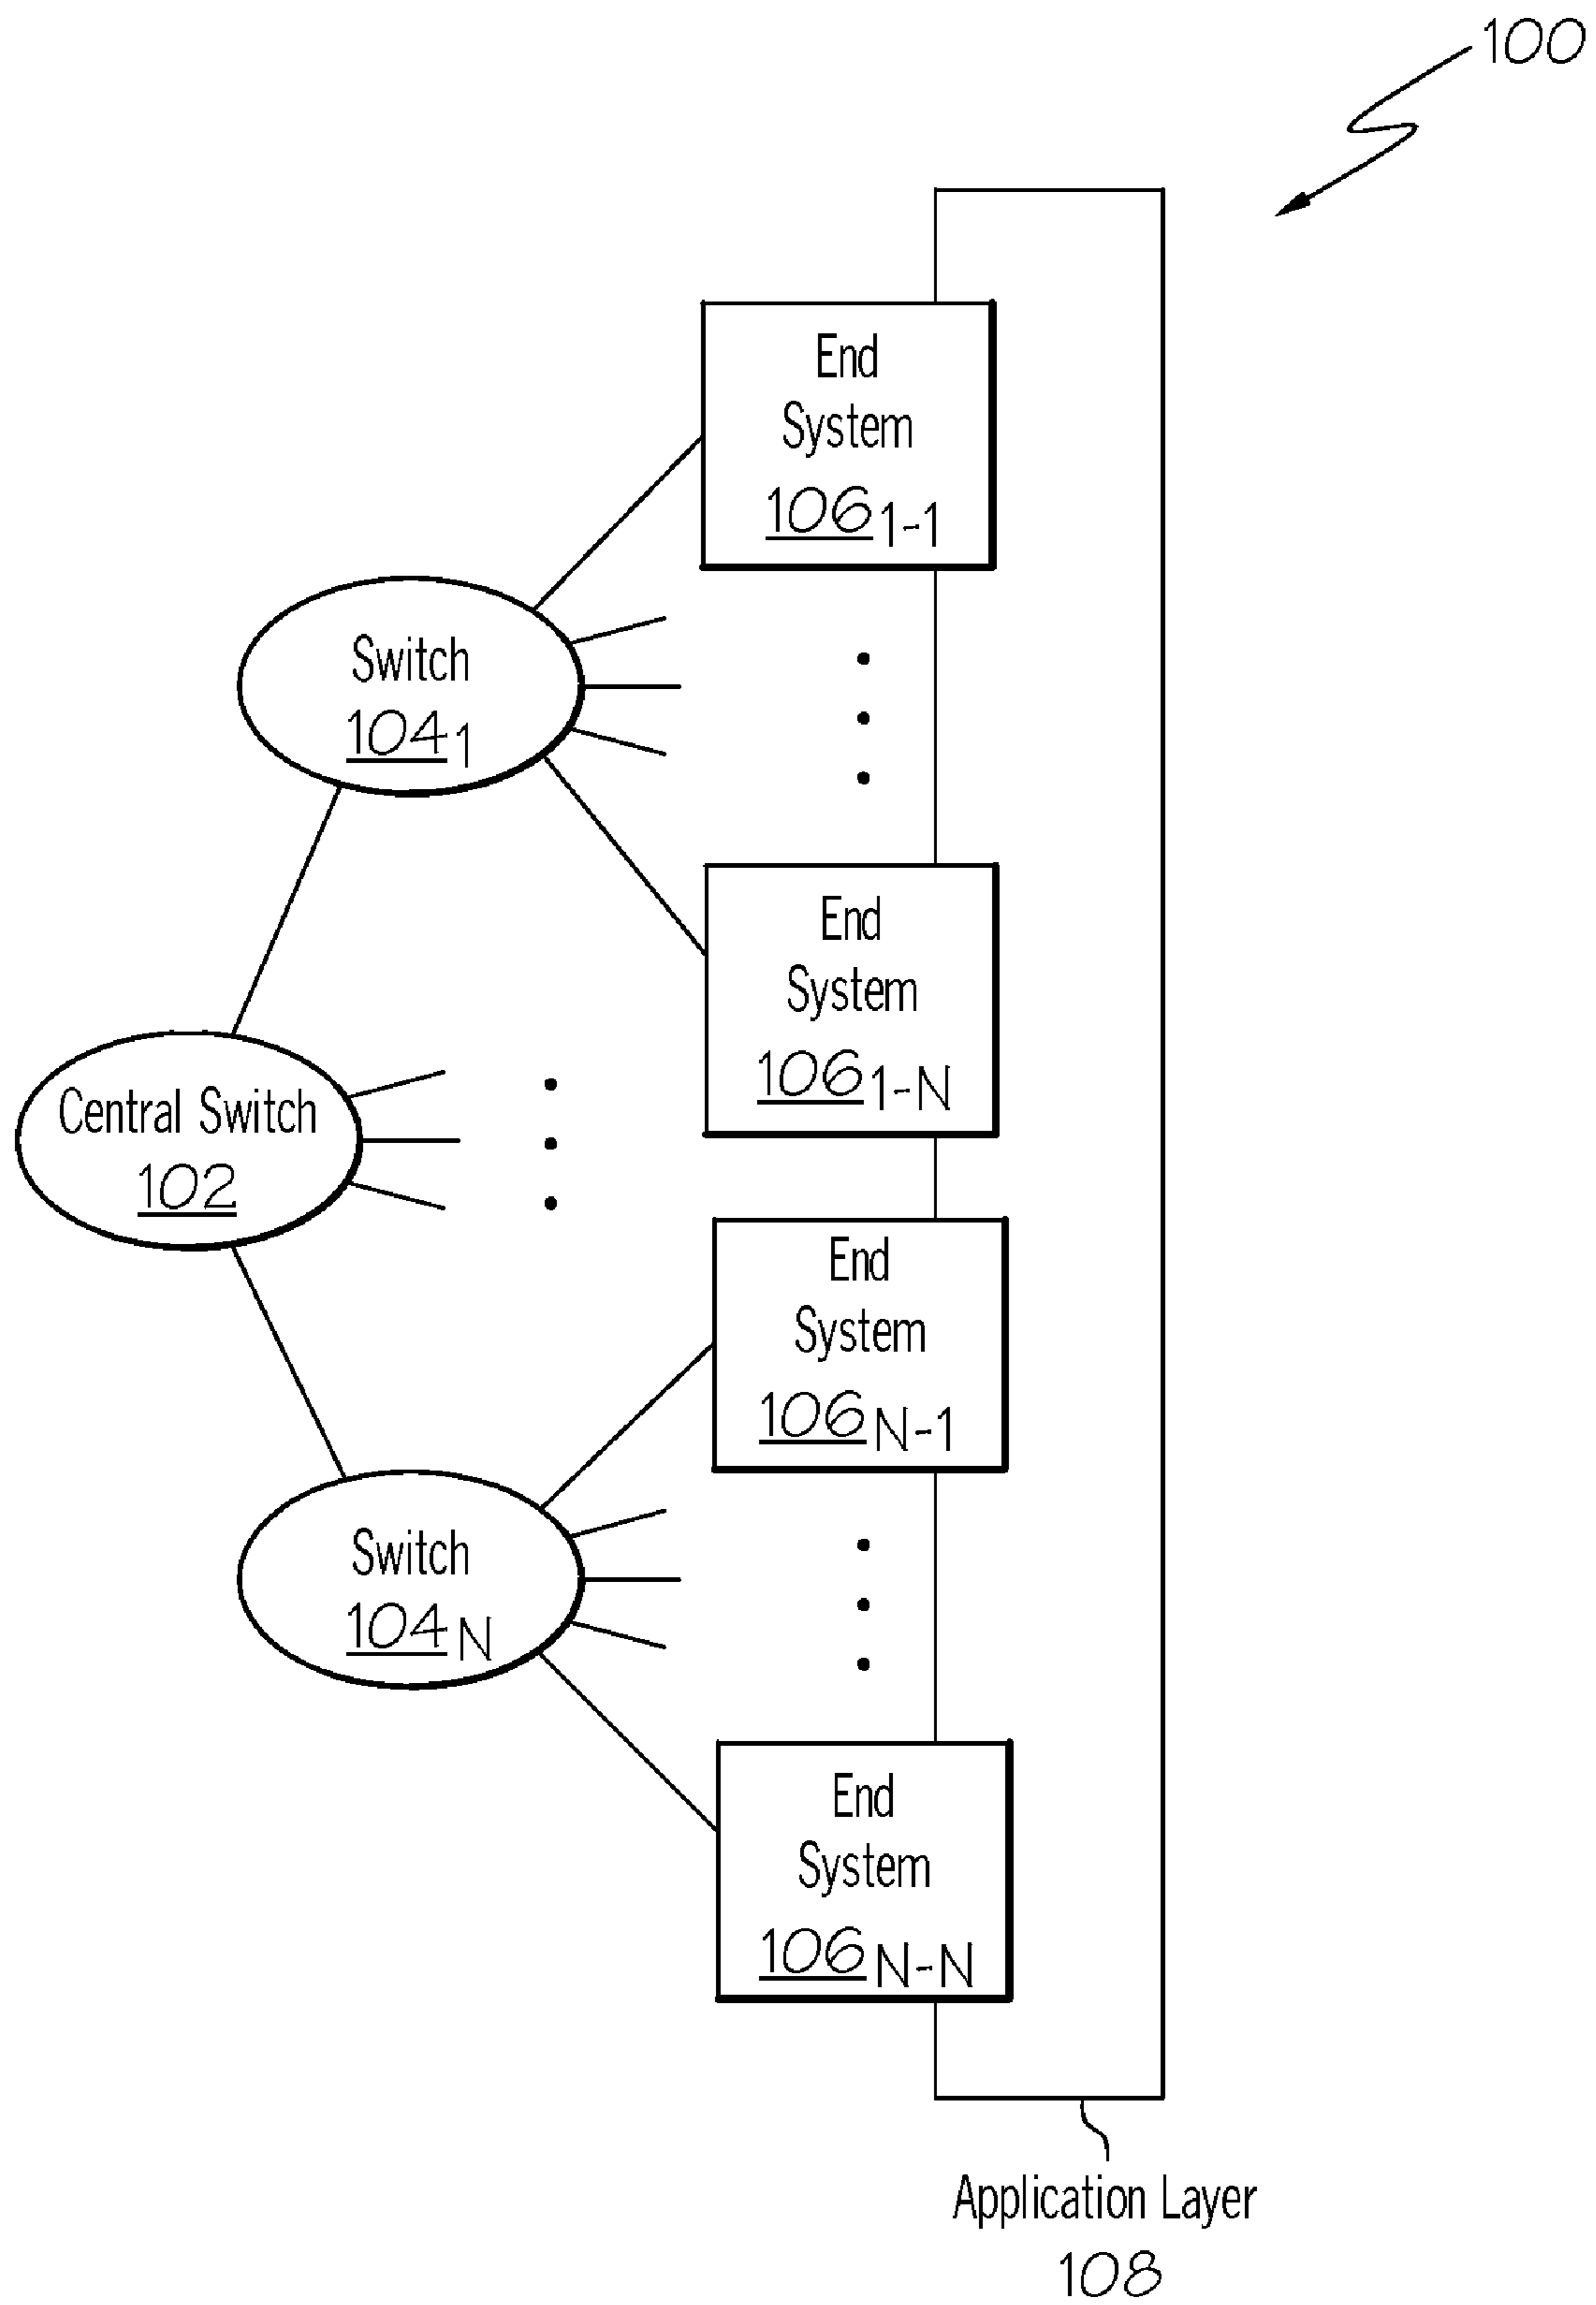 100
End
System
106 1-1
Switch
104 1
End
System
106 1-N
Central Switch
102
End
System
106 N-1
Switch
104 N
End
System
106 N-N
Application Layer
108